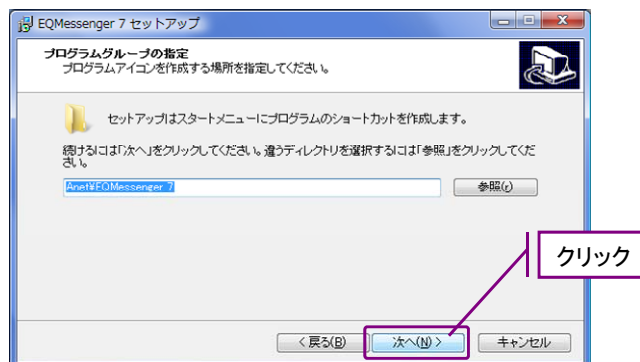 EQMessenger 7 セットアップ
プログラムグループの指定
プログラムアイコンを作成する場所を指定してください。
セットアップはスタートメニューにプログラムのショートカットを作成します。
続けるには「次へ」をクリックしてください。違うディレクトリを選択するには「参照」をクリックしてくだ
さい。
Anet¥EQMessenger 7
参照(r)
クリック
< 戻る(B)
次へ(N) >
キャンセル